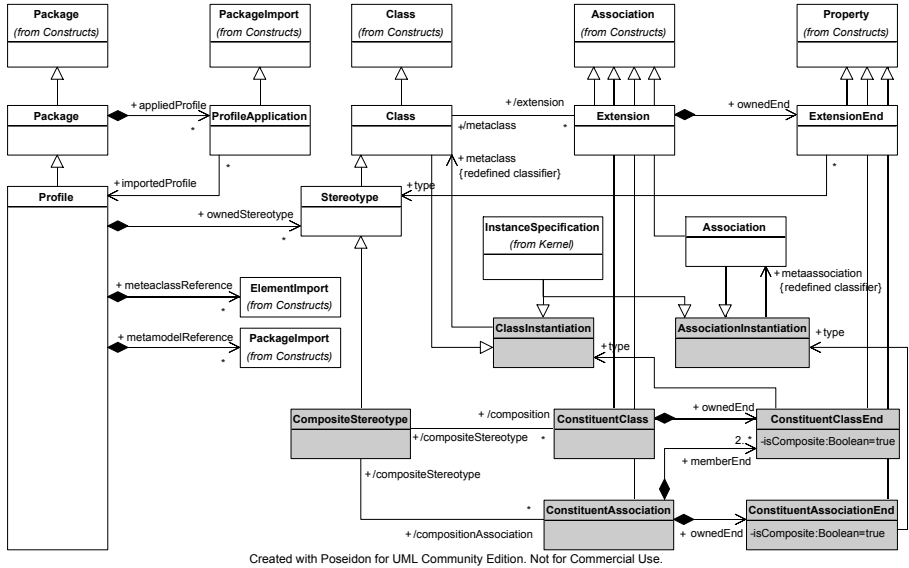 Package
(from Constructs)
PackageImport
(from Constructs)
Class
(from Constructs)
Association
(from Constructs)
Property
(from Constructs)
Package
+ appliedProfile
*
ProfileApplication
Class
+/extension
+/metaclass
*
Extension
+ ownedEnd
*
ExtensionEnd
+ metaclass
{redefined classifier}
*
*
+importedProfile
+type
Profile
Stereotype
+ ownedStereotype
*
InstanceSpecification
(from Kernel)
Association
+ metaassociation
{redefined classifier}
+ meteaclassReference
*
ElementImport
(from Constructs)
+ metamodelReference
*
PackageImport
(from Constructs)
ClassInstantiation
AssociationInstantiation
+type
+type
CompositeStereotype
+/composition
+/compositeStereotype
*
ConstituentClass
+ ownedEnd
ConstituentClassEnd
-isComposite:Boolean=true
2..*
+ memberEnd
+/compositeStereotype
*
+/compositionAssociation
ConstituentAssociation
+ ownedEnd
ConstituentAssociationEnd
-isComposite:Boolean=true
Created with Poseidon for UML Community Edition. Not for Commercial Use.